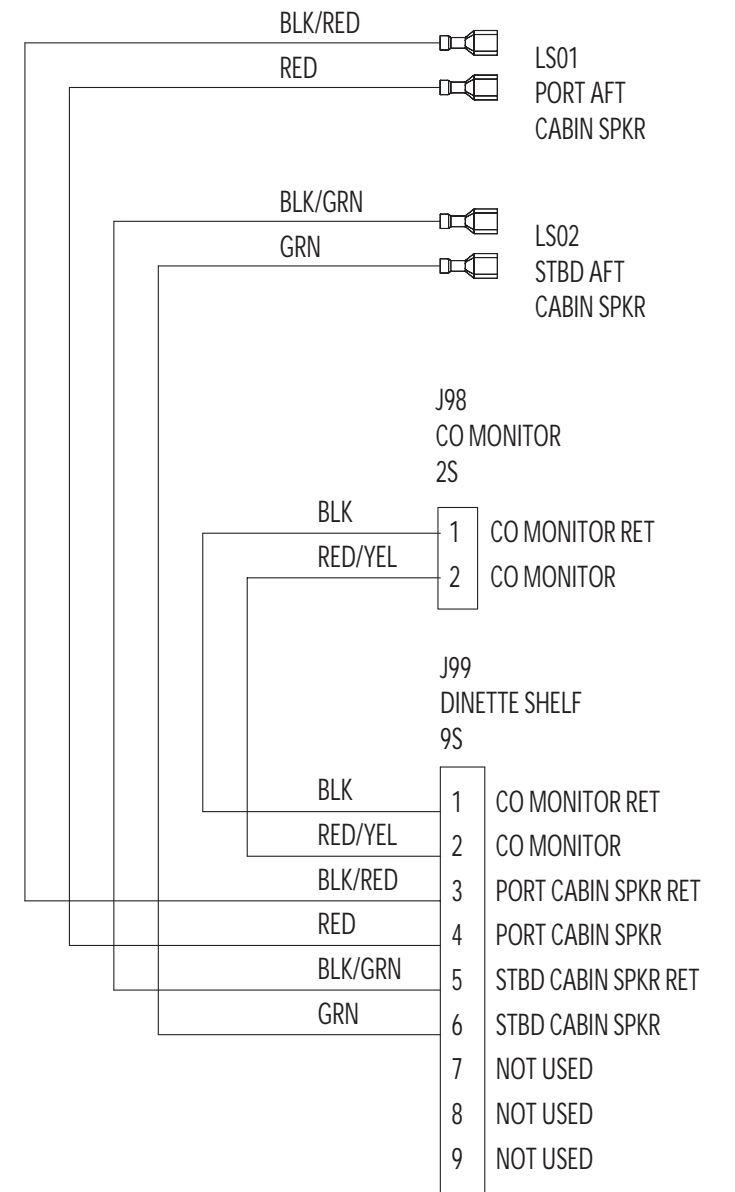 BLK/RED
RED
LS01
PORT AFT
CABIN SPKR
BLK/GRN
GRN
LS02
STBD AFT
CABIN SPKR
J98
CO MONITOR
2S
BLK
1 CO MONITOR RET
RED/YEL
2 CO MONITOR
J99
DINETTE SHELF
9S
BLK
1 CO MONITOR RET
RED/YEL
2 CO MONITOR
BLK/RED
3 PORT CABIN SPKR RET
RED
4 PORT CABIN SPKR
BLK/GRN
5 STBD CABIN SPKR RET
GRN
6 STBD CABIN SPKR
7 NOT USED
8 NOT USED
9 NOT USED